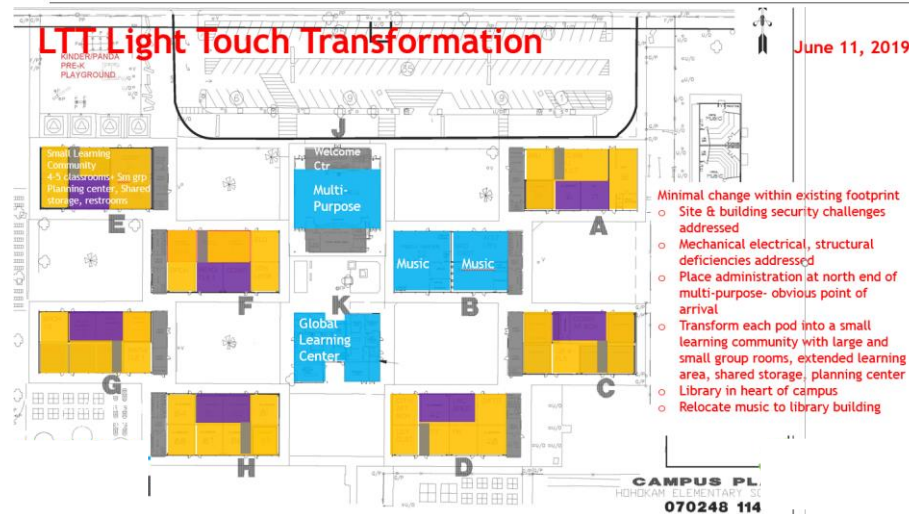 LTT Light Touch Transformation
June 11, 2019
KINDER/PANDA
PRE-K
PLAYGROUND
J
Small Learning
Community
4-5 classrooms+ Sm grp
Planning center, Shared
storage, restrooms
Welcome
Ctr
Multi-
Purpose
E
A
Minimal change within existing footprint
o Site & building security challenges
addressed
o Mechanical electrical, structural
deficiencies addressed
o Place administration at north end of
multi-purpose- obvious point of
arrival
o Transform each pod into a small
learning community with large and
small group rooms, extended learning
area, shared storage, planning center
o Library in heart of campus
o Relocate music to library building
Music
Music
F
K
B
Global
Learning
Center
G
C
H
D
CAMPUS PL
HOHOKAM ELEMENTARY SC
070248 114